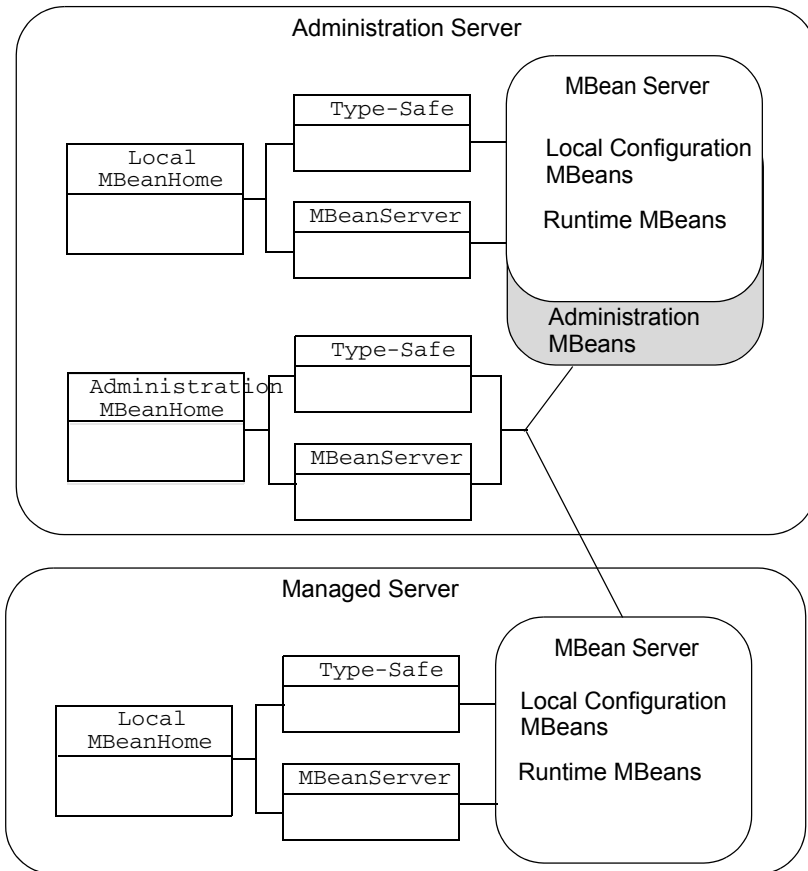 Administration Server
MBean Server
Type-Safe
Local Configuration
MBeans
Local
MBeanHome
MBeanServer
Runtime MBeans
Administration
MBeans
Type-Safe
Administration
MBeanHome
MBeanServer
Managed Server
MBean Server
Type-Safe
Local Configuration
MBeans
Local
MBeanHome
MBeanServer
Runtime MBeans